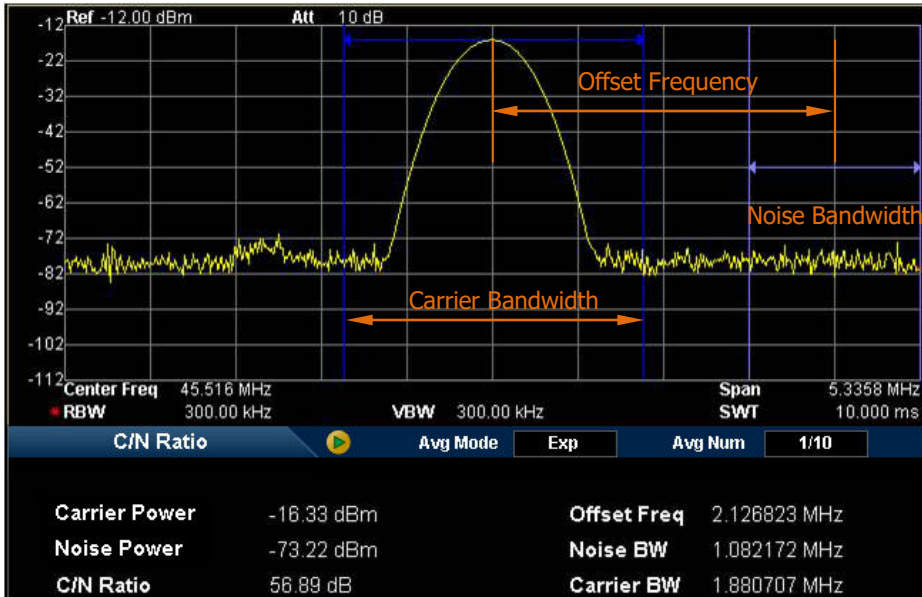 Ref -12.00 dBm Att 10 dB
-12
-22
Offset Frequency
-32
-42
-52
-62
Noise Bandwidth
-72
-82
Carrier Bandwidth
-92
-102
-112
Center Freq 45.516 MHz Span 5.3358 MHz
RBW 300.00 kHz VBW 300.00 kHz SWT 10.000 ms
C/N Ratio Avg Mode Exp Avg Num 1/10
Carrier Power -16.33 dBm Offset Freq 2.126823 MHz
Noise Power -73.22 dBm Noise BW 1.082172 MHz
C/N Ratio 56.89 dB Carrier BW 1.880707 MHz